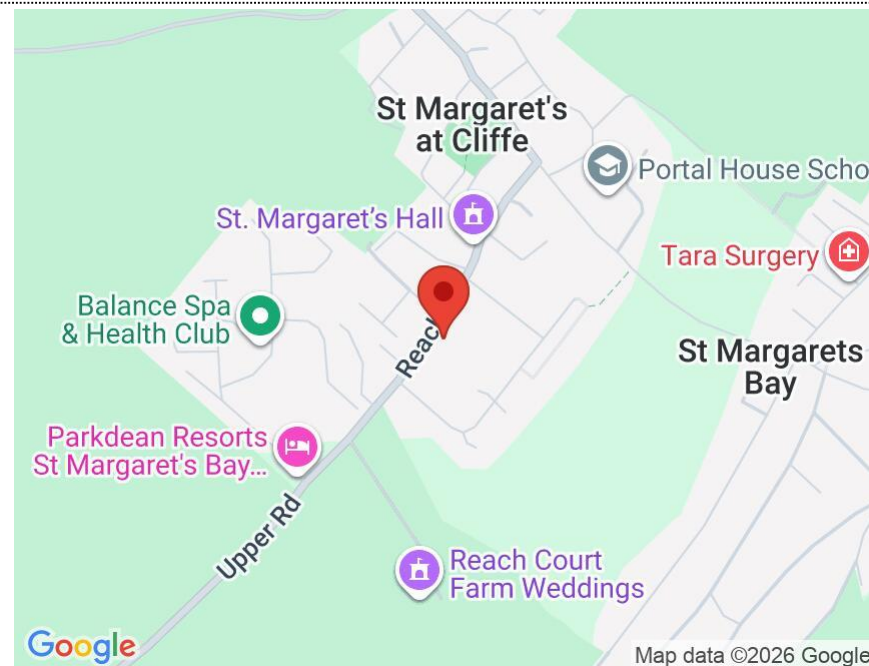 St Margaret's
at Cliffe
Portal House Scho
St. Margaret's Hall
Tara Surgery
Balance Spa
& Health Club
Reach
St Margarets
Bay
Parkdean Resorts
St Margaret's Bay...
Upper Rd
Reach Court
Farm Weddings
Google
Map data ©2026 Google